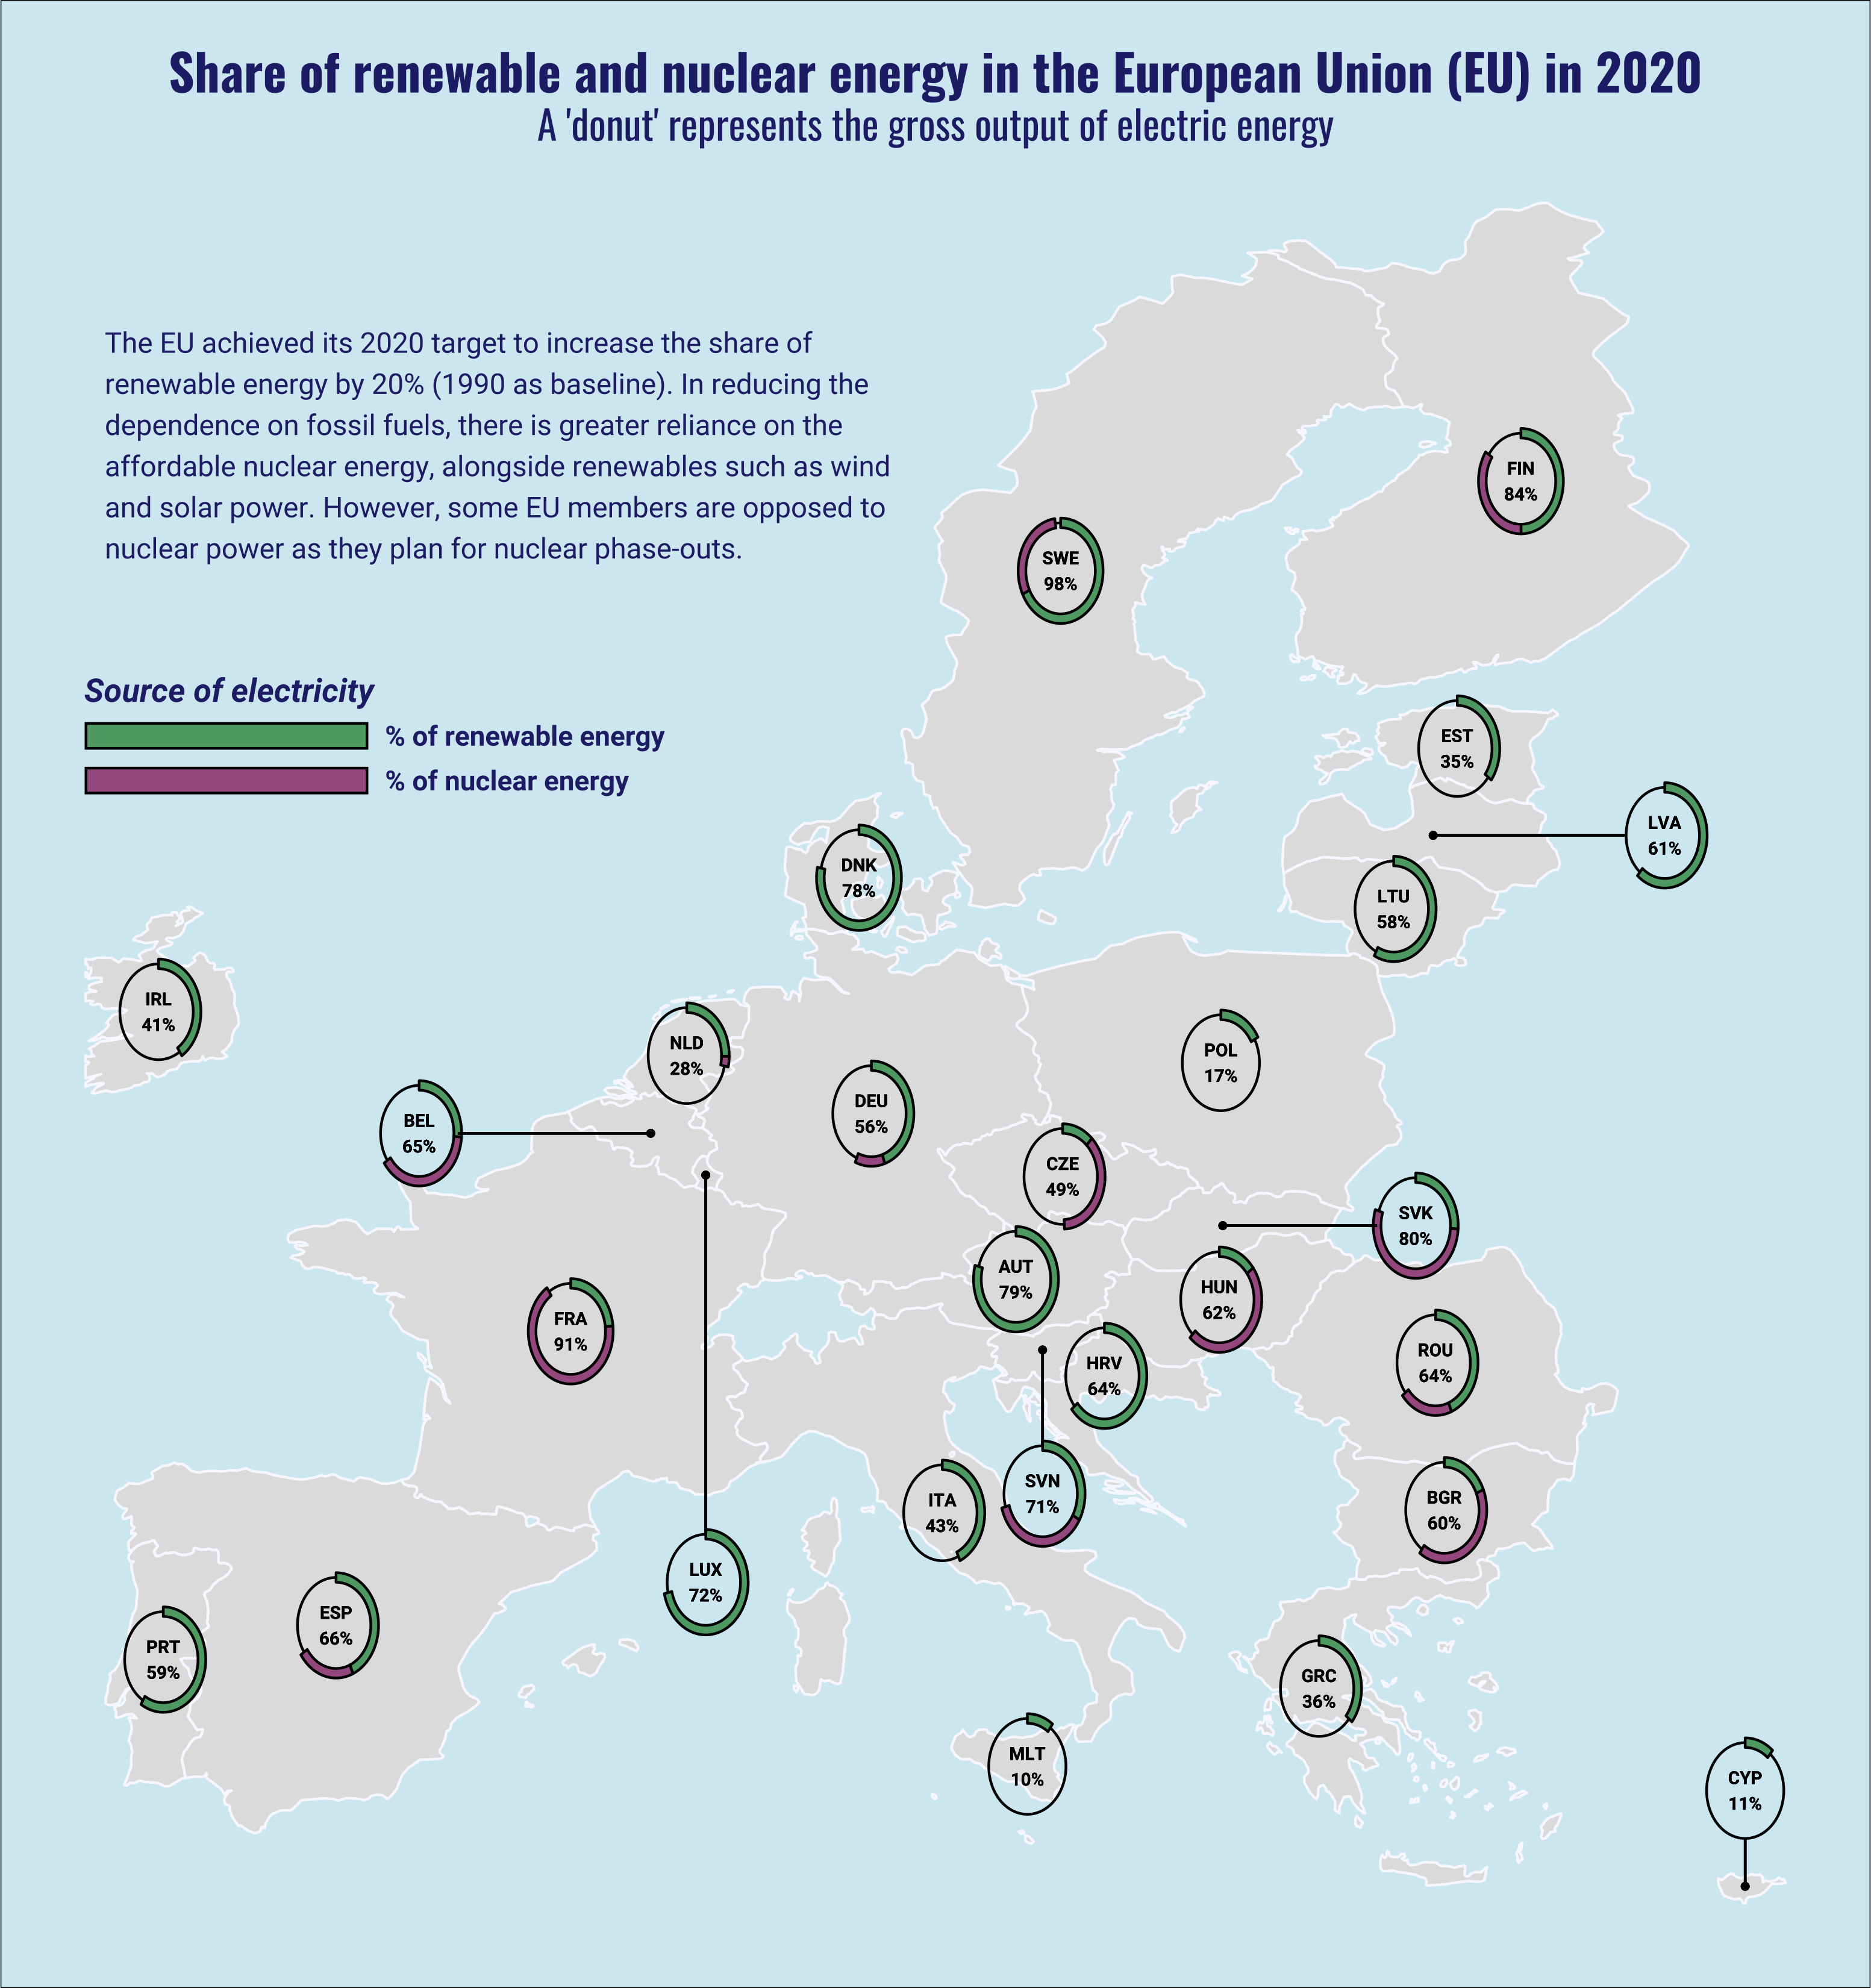 Share of renewable and nuclear energy in the European Union (EU) in 2020
A 'donut' represents the gross output of electric energy
The EU achieved its 2020 target to increase the share of
renewable energy by 20% (1990 as baseline). In reducing the
dependence on fossil fuels, there is greater reliance on the
affordable nuclear energy, alongside renewables such as wind
and solar power. However, some EU members are opposed to
nuclear power as they plan for nuclear phase-outs.
FIN
84%
SWE
98%
Source of electricity
% of renewable energy
% of nuclear energy
EST
35%
LVA
61%
DNK
78%
LTU
58%
IRL
41%
NLD
28%
POL
17%
DEU
56%
BEL
65%
CZE
49%
SVK
80%
AUT
79%
HUN
62%
FRA
91%
HRV
64%
ROU
64%
SVN
71%
ITA
43%
BGR
60%
LUX
72%
ESP
66%
PRT
59%
GRC
36%
MLT
10%
CYP
11%